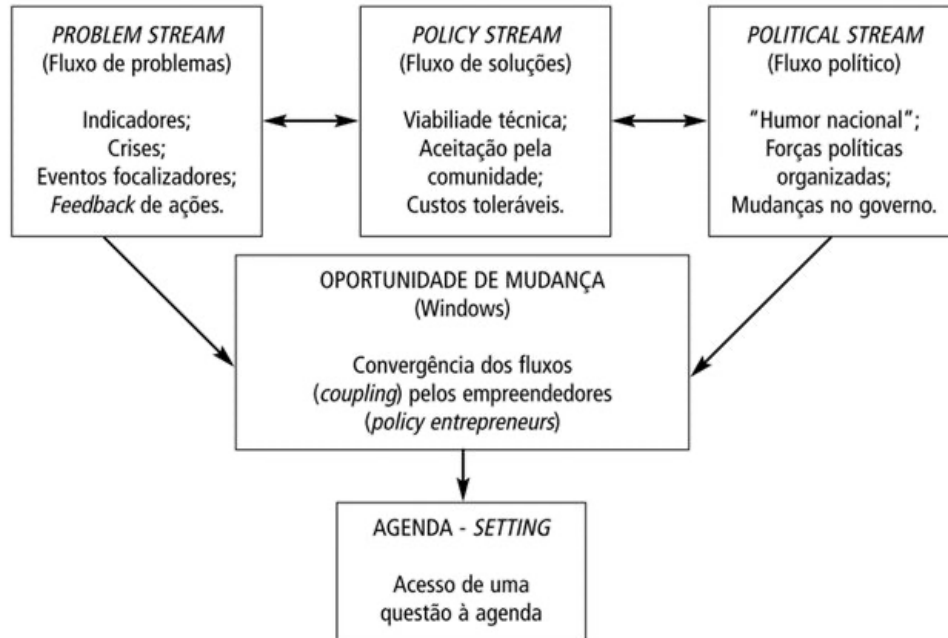 PROBLEM STREAM
(Fluxo de problemas)
Indicadores;
Crises;
Eventos focalizadores;
Feedback de ações.
POLICY STREAM
(Fluxo de soluções)
Viabiliade técnica;
Aceitação pela
comunidade;
Custos toleráveis.
POLITICAL STREAM
(Fluxo político)
"Humor nacional";
Forças políticas
organizadas;
Mudanças no governo.
OPORTUNIDADE DE MUDANÇA
(Windows)
Convergência dos fluxos
(coupling) pelos empreendedores
(policy entrepreneurs)
AGENDA - SETTING
Acesso de uma
questão à agenda